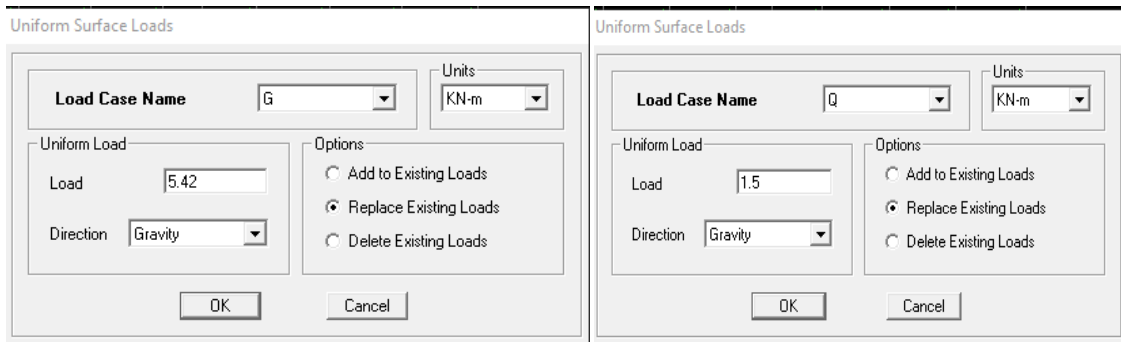 Uniform Surface Loads
Units
Load Case Name G KN-m
Uniform Load Options
Load 5.42 Add to Existing Loads
Replace Existing Loads
Direction Gravity Delete Existing Loads
OK Cancel
Uniform Surface Loads
Units
Load Case Name Q KN-m
Uniform Load Options
Load 1.5 Add to Existing Loads
Replace Existing Loads
Direction Gravity Delete Existing Loads
OK Cancel